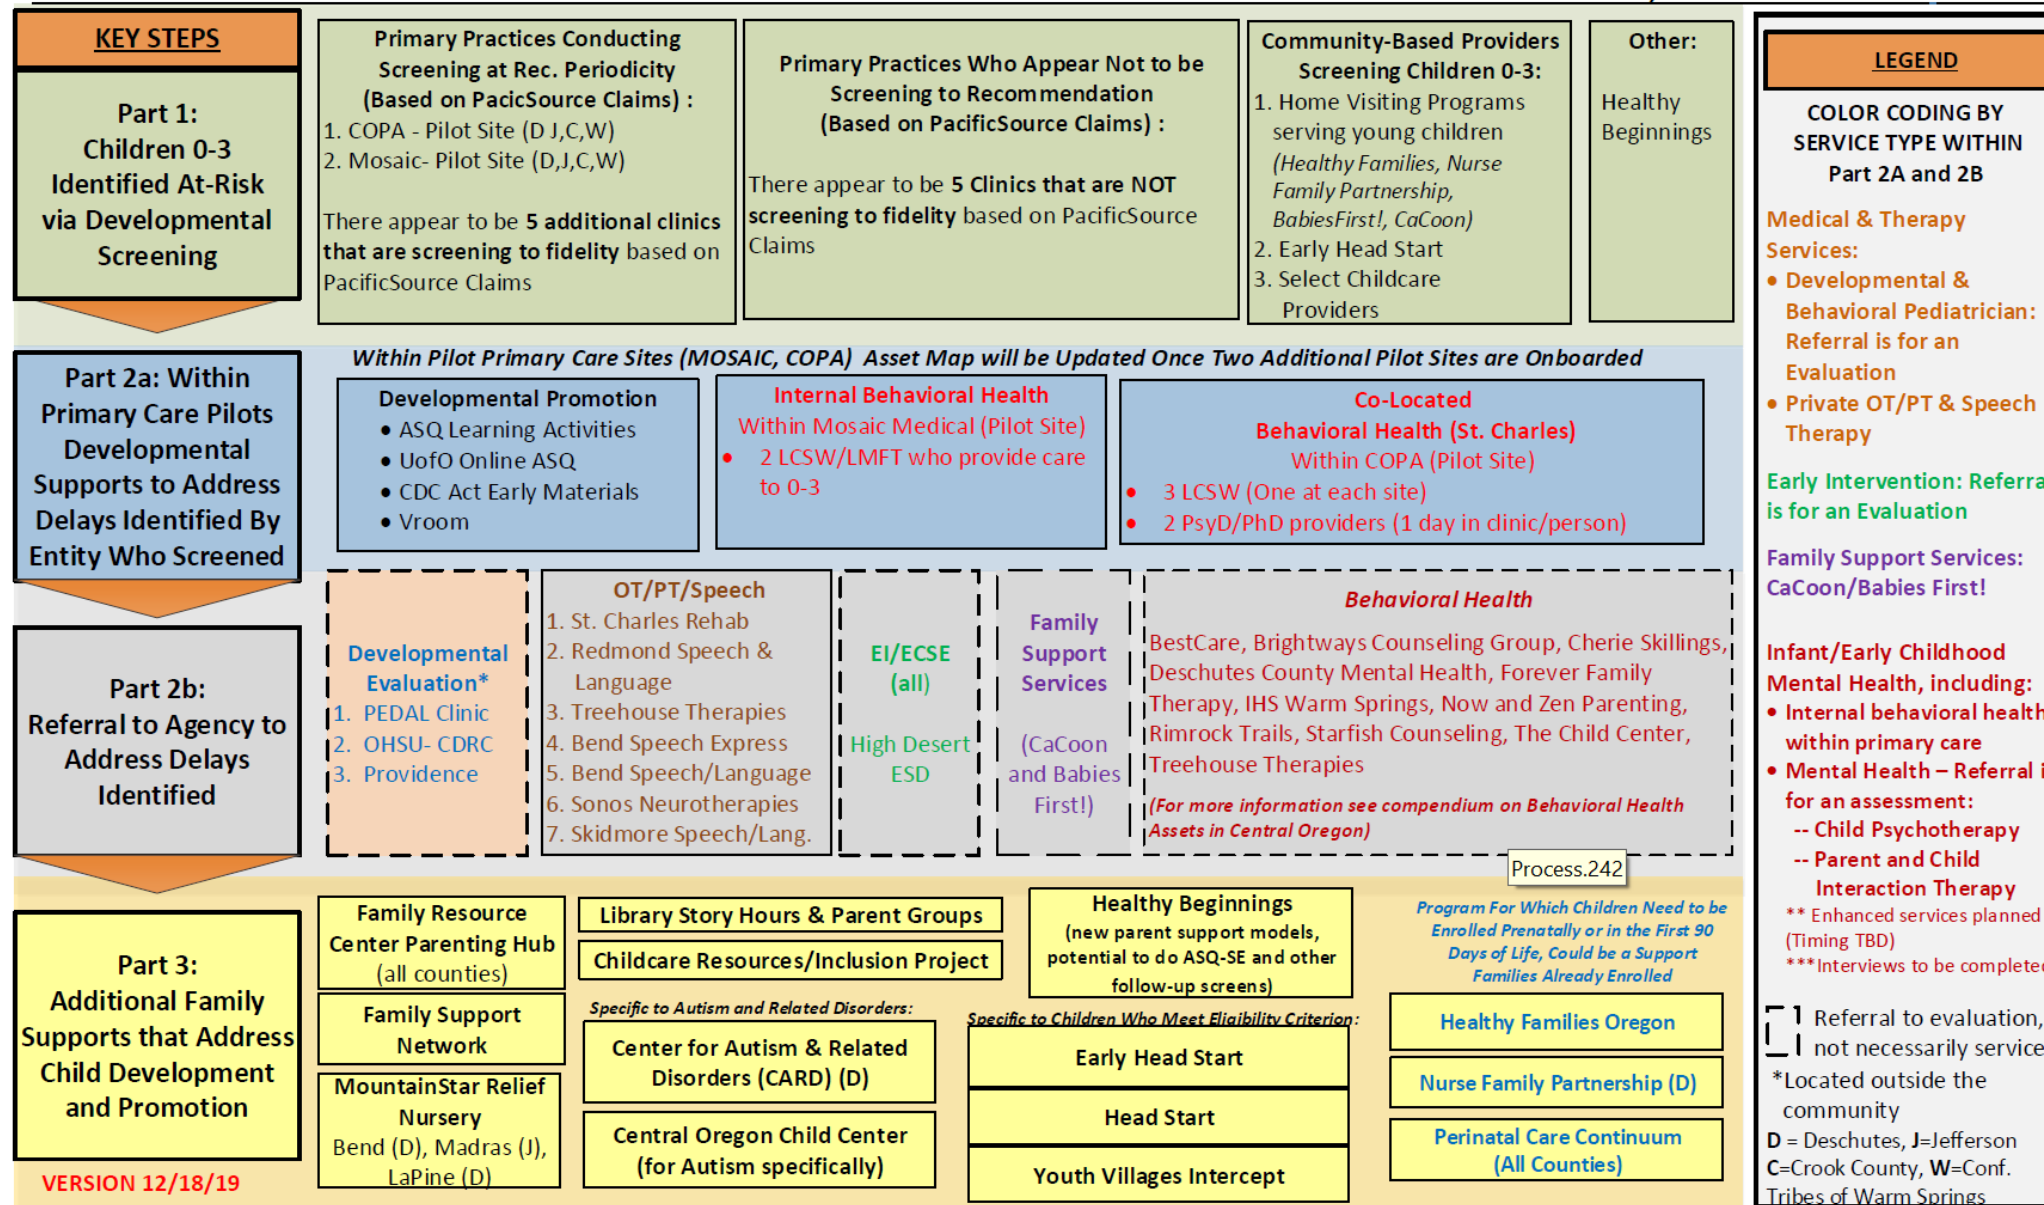 KEY STEPS
Part 1:
Children 0-3
Identified At-Risk
via Developmental
Screening
Primary Practices Conducting
Screening at Rec. Periodicity
(Based on PacicSource Claims) :
1. COPA - Pilot Site (D J,C,W)
2. Mosaic- Pilot Site (D,J,C,W)
There appear to be 5 additional clinics
that are screening to fidelity based on
PacificSource Claims
Primary Practices Who Appear Not to be
Screening to Recommendation
(Based on PacificSource Claims) :
There appear to be 5 Clinics that are NOT
screening to fidelity based on PacificSource
Claims
Community-Based Providers
Screening Children 0-3:
1. Home Visiting Programs
serving young children
(Healthy Families, Nurse
Family Partnership,
BabiesFirst!, CaCoon)
2. Early Head Start
3. Select Childcare
Providers
Other:
Healthy
Beginnings
Part 2a: Within
Primary Care Pilots
Developmental
Supports to Address
Delays Identified By
Entity Who Screened
Within Pilot Primary Care Sites (MOSAIC, COPA) Asset Map will be Updated Once Two Additional Pilot Sites are Onboarded
Developmental Promotion
• ASQ Learning Activities
• UofO Online ASQ
• CDC Act Early Materials
• Vroom
Internal Behavioral Health
Within Mosaic Medical (Pilot Site)
• 2 LCSW/LMFT who provide care
to 0-3
Co-Located
Behavioral Health (St. Charles)
Within COPA (Pilot Site)
• 3 LCSW (One at each site)
• 2 PsyD/PhD providers (1 day in clinic/person)
Part 2b:
Referral to Agency to
Address Delays
Identified
Developmental
Evaluation*
1. PEDAL Clinic
2. OHSU- CDRC
3. Providence
OT/PT/Speech
1. St. Charles Rehab
2. Redmond Speech &
Language
3. Treehouse Therapies
4. Bend Speech Express
5. Bend Speech/Language
6. Sonos Neurotherapies
7. Skidmore Speech/Lang.
EI/ECSE
(all)
High Desert
ESD
Family
Support
Services
(CaCoon
and Babies
First!)
Behavioral Health
BestCare, Brightways Counseling Group, Cherie Skillings,
Deschutes County Mental Health, Forever Family
Therapy, IHS Warm Springs, Now and Zen Parenting,
Rimrock Trails, Starfish Counseling, The Child Center,
Treehouse Therapies
(For more information see compendium on Behavioral Health
Assets in Central Oregon)
Process.242
Part 3:
Additional Family
Supports that Address
Child Development
and Promotion
VERSION 12/18/19
Family Resource
Center Parenting Hub
(all counties)
Family Support
Network
MountainStar Relief
Nursery
Bend (D), Madras (J),
LaPine (D)
Library Story Hours & Parent Groups
Childcare Resources/Inclusion Project
Specific to Autism and Related Disorders:
Center for Autism & Related
Disorders (CARD) (D)
Central Oregon Child Center
(for Autism specifically)
Healthy Beginnings
(new parent support models,
potential to do ASQ-SE and other
follow-up screens)
Specific to Children Who Meet Eligibility Criterion:
Early Head Start
Head Start
Youth Villages Intercept
Program For Which Children Need to be
Enrolled Prenatally or in the First 90
Days of Life, Could be a Support
Families Already Enrolled
Healthy Families Oregon
Nurse Family Partnership (D)
Perinatal Care Continuum
(All Counties)
LEGEND
COLOR CODING BY
SERVICE TYPE WITHIN
Part 2A and 2B
Medical & Therapy
Services:
• Developmental &
Behavioral Pediatrician:
Referral is for an
Evaluation
• Private OT/PT & Speech
Therapy
Early Intervention: Referra
is for an Evaluation
Family Support Services:
CaCoon/Babies First!
Infant/Early Childhood
Mental Health, including:
• Internal behavioral health
within primary care
• Mental Health – Referral i
for an assessment:
-- Child Psychotherapy
-- Parent and Child
Interaction Therapy
** Enhanced services planned
(Timing TBD)
***Interviews to be completed
Referral to evaluation,
not necessarily service
*Located outside the
community
D = Deschutes, J=Jefferson
C=Crook County, W=Conf.
Tribes of Warm Springs